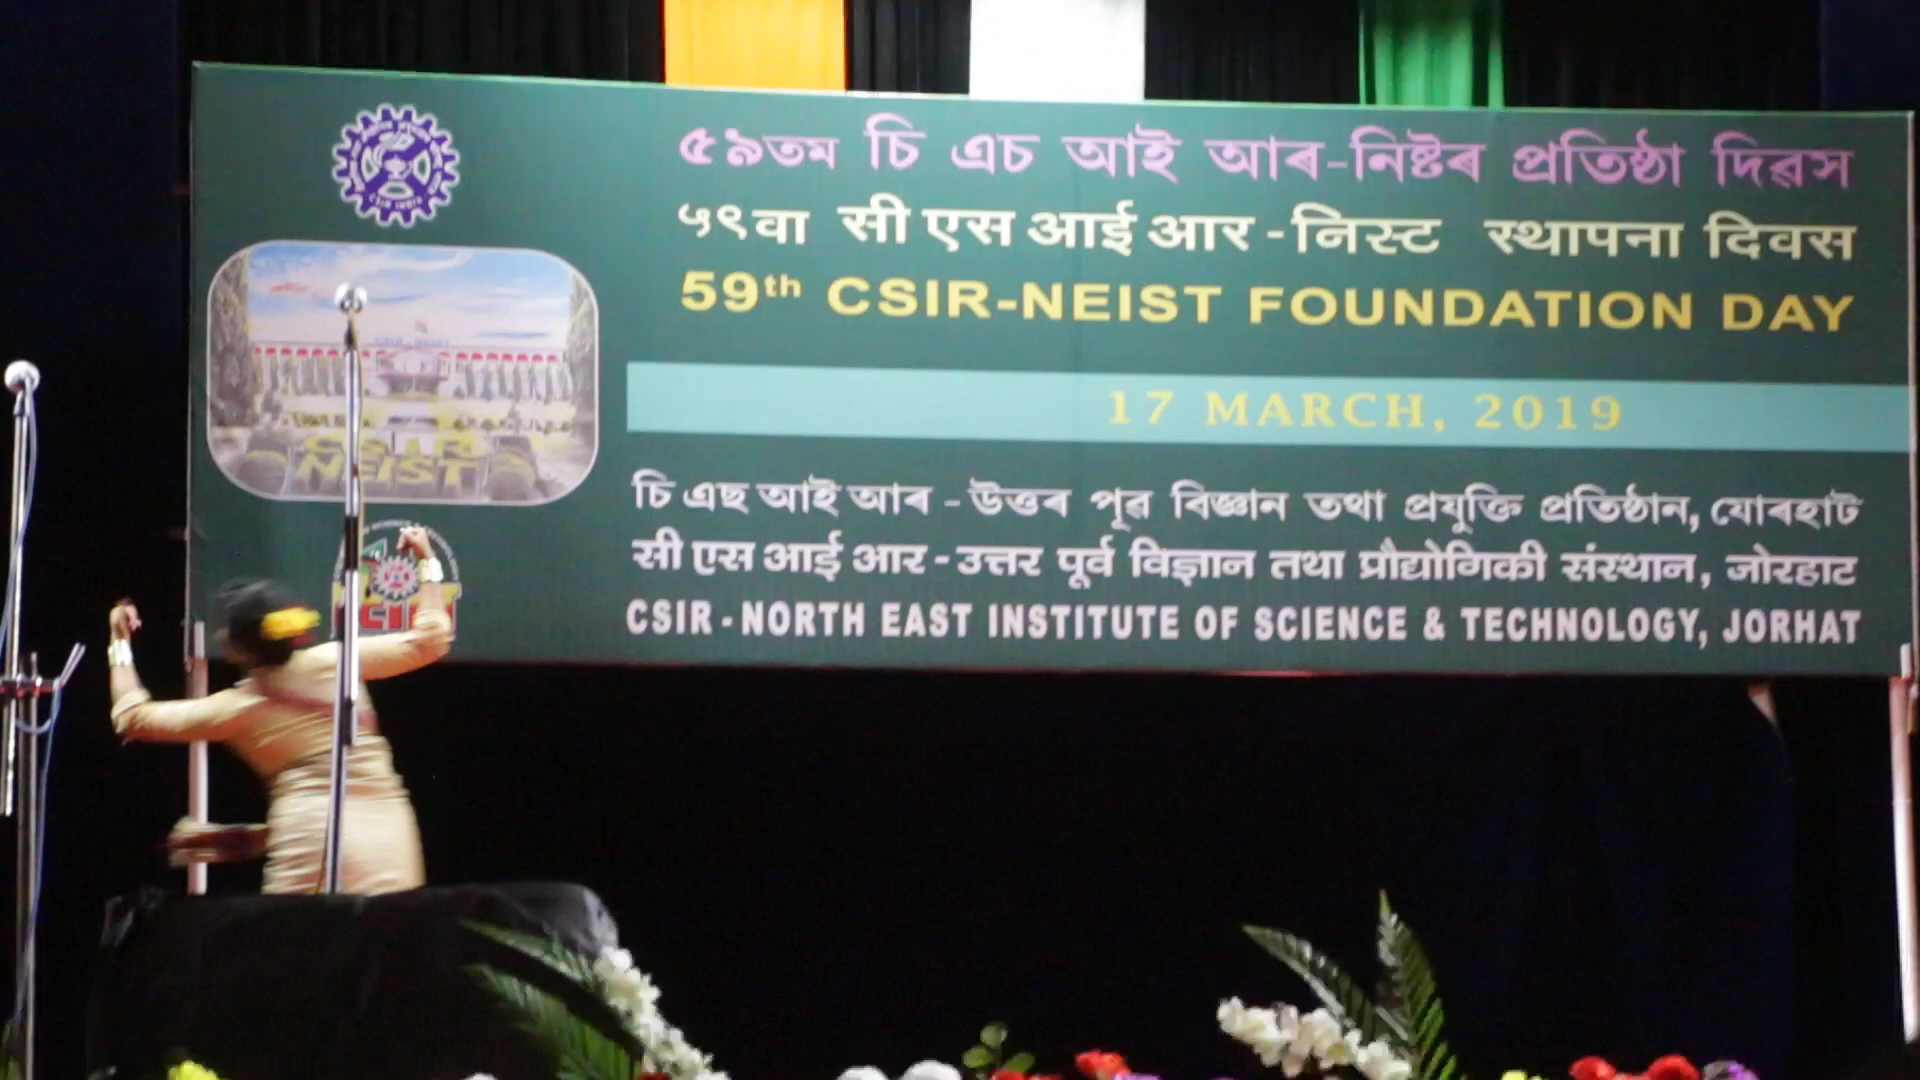 ৫৯তম চি এচ আই আৰ-নিষ্টৰ প্ৰতিষ্ঠা দিৱস
५९वा सी एस आई आर - निस्ट स्थापना दिवस
59th CSIR-NEIST FOUNDATION DAY
17 MARCH, 2019
CSIR
NEIST
চি এছ আই আৰ - উত্তৰ পূৱ বিজ্ঞান তথা প্ৰযুক্তি প্ৰতিষ্ঠান, যোৰহাট
सी एस आई आर - उत्तर पूर्व विज्ञान तथा प्रौद्योगिकी संस्थान, जोरहाट
CSIR - NORTH EAST INSTITUTE OF SCIENCE & TECHNOLOGY, JORHAT